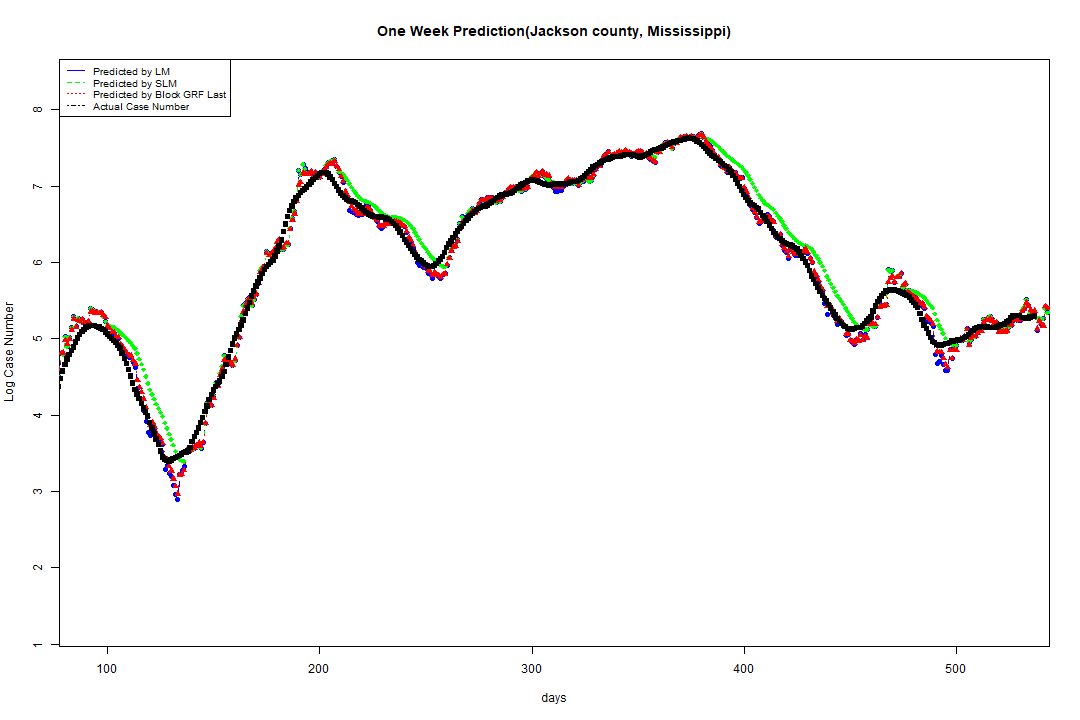 One Week Prediction(Jackson county, Mississippi)
Predicted by LM
Predicted by SLM
Predicted by Block GRF Last
Actual Case Number
8
7
6
5
4
3
2
1
Log Case Number
100 200 300 400 500
days